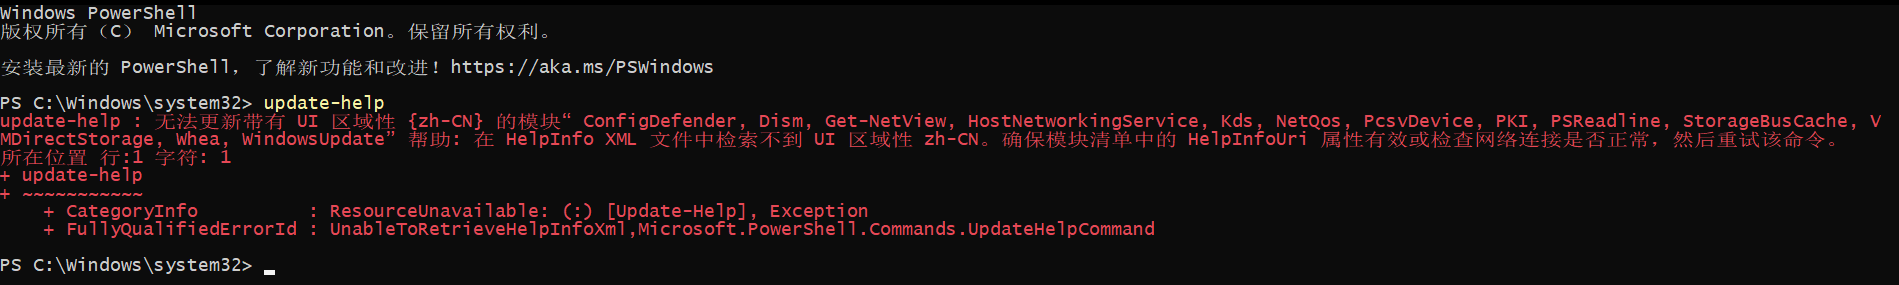 Windows PowerShell
版权所有（C） Microsoft Corporation。保留所有权利。
安装最新的 PowerShell，了解新功能和改进！https://aka.ms/PSWindows
PS C:\Windows\system32> update-help
update-help : 无法更新带有 UI 区域性 {zh-CN} 的模块“ ConfigDefender, Dism, Get-NetView, HostNetworkingService, Kds, NetQos, PcsvDevice, PKI, PSReadline, StorageBusCache, V
MDirectStorage, Whea, WindowsUpdate” 帮助: 在 HelpInfo XML 文件中检索不到 UI 区域性 zh-CN。确保模块清单中的 HelpInfoUri 属性有效或检查网络连接是否正常，然后重试该命令。
所在位置 行:1 字符: 1
+ update-help
+ ~~~~~~~~~~~
    + CategoryInfo          : ResourceUnavailable: (:) [Update-Help], Exception
    + FullyQualifiedErrorId : UnableToRetrieveHelpInfoXml,Microsoft.PowerShell.Commands.UpdateHelpCommand
PS C:\Windows\system32>